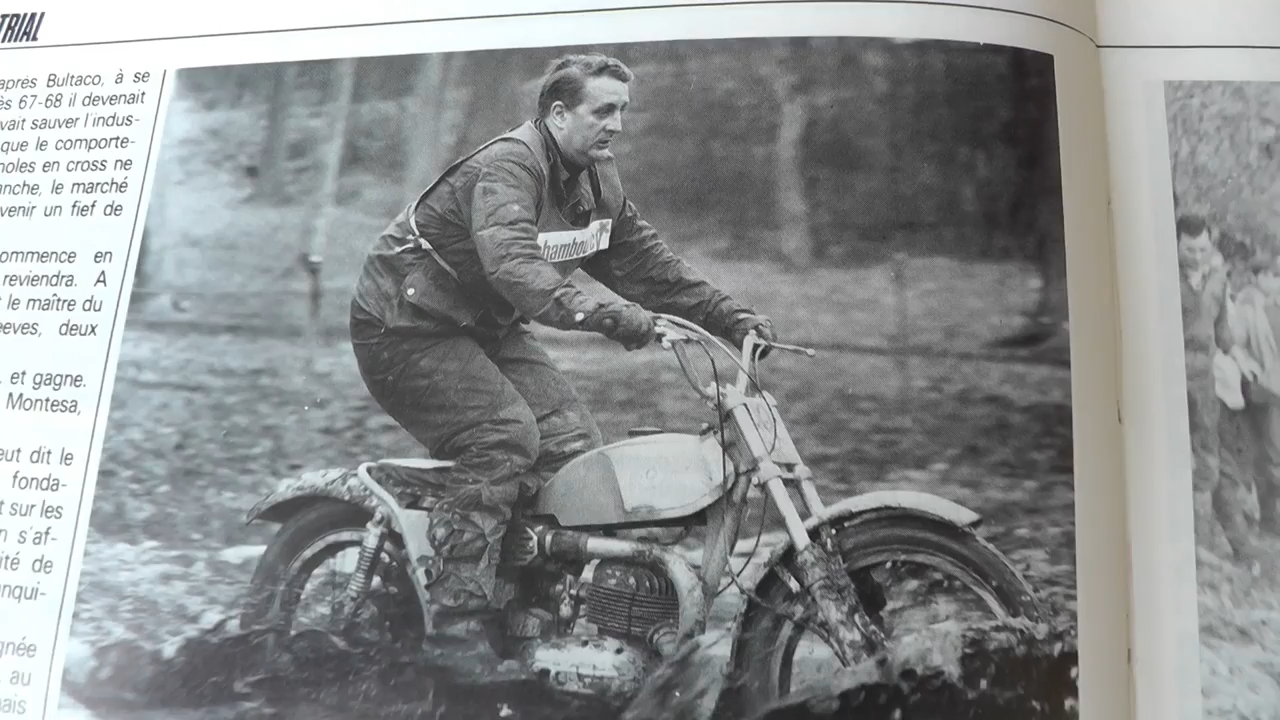 TRIAL
après Bultaco, à se
ès 67-68 il devenait
vait sauver l'indus-
que le comporte-
noles en cross ne
anche, le marché
venir un fief de
ommence en
reviendra. A
le maître du
eeves, deux
et gagne.
Montesa,
eut dit le
fonda-
t sur les
n s'af-
ité de
nqui-
gnée
au
nais